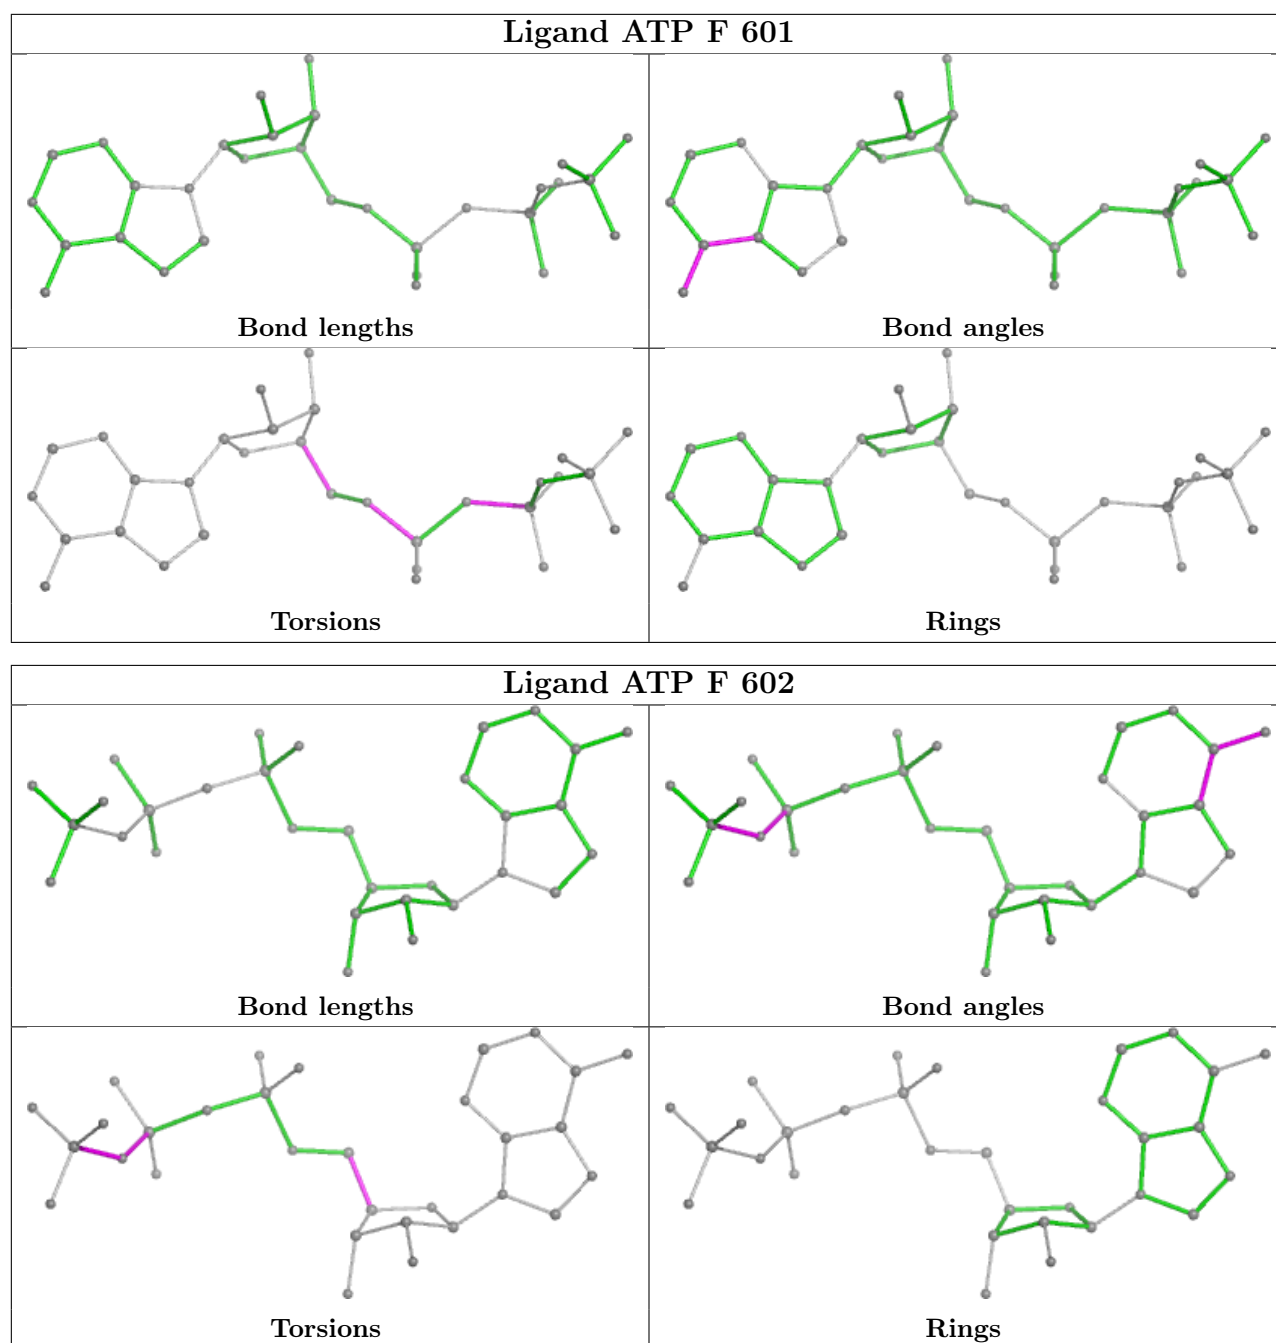 Ligand ATP F 601
Bond lengths
Bond angles
Torsions
Rings
Ligand ATP F 602
Bond lengths
Bond angles
Torsions
Rings